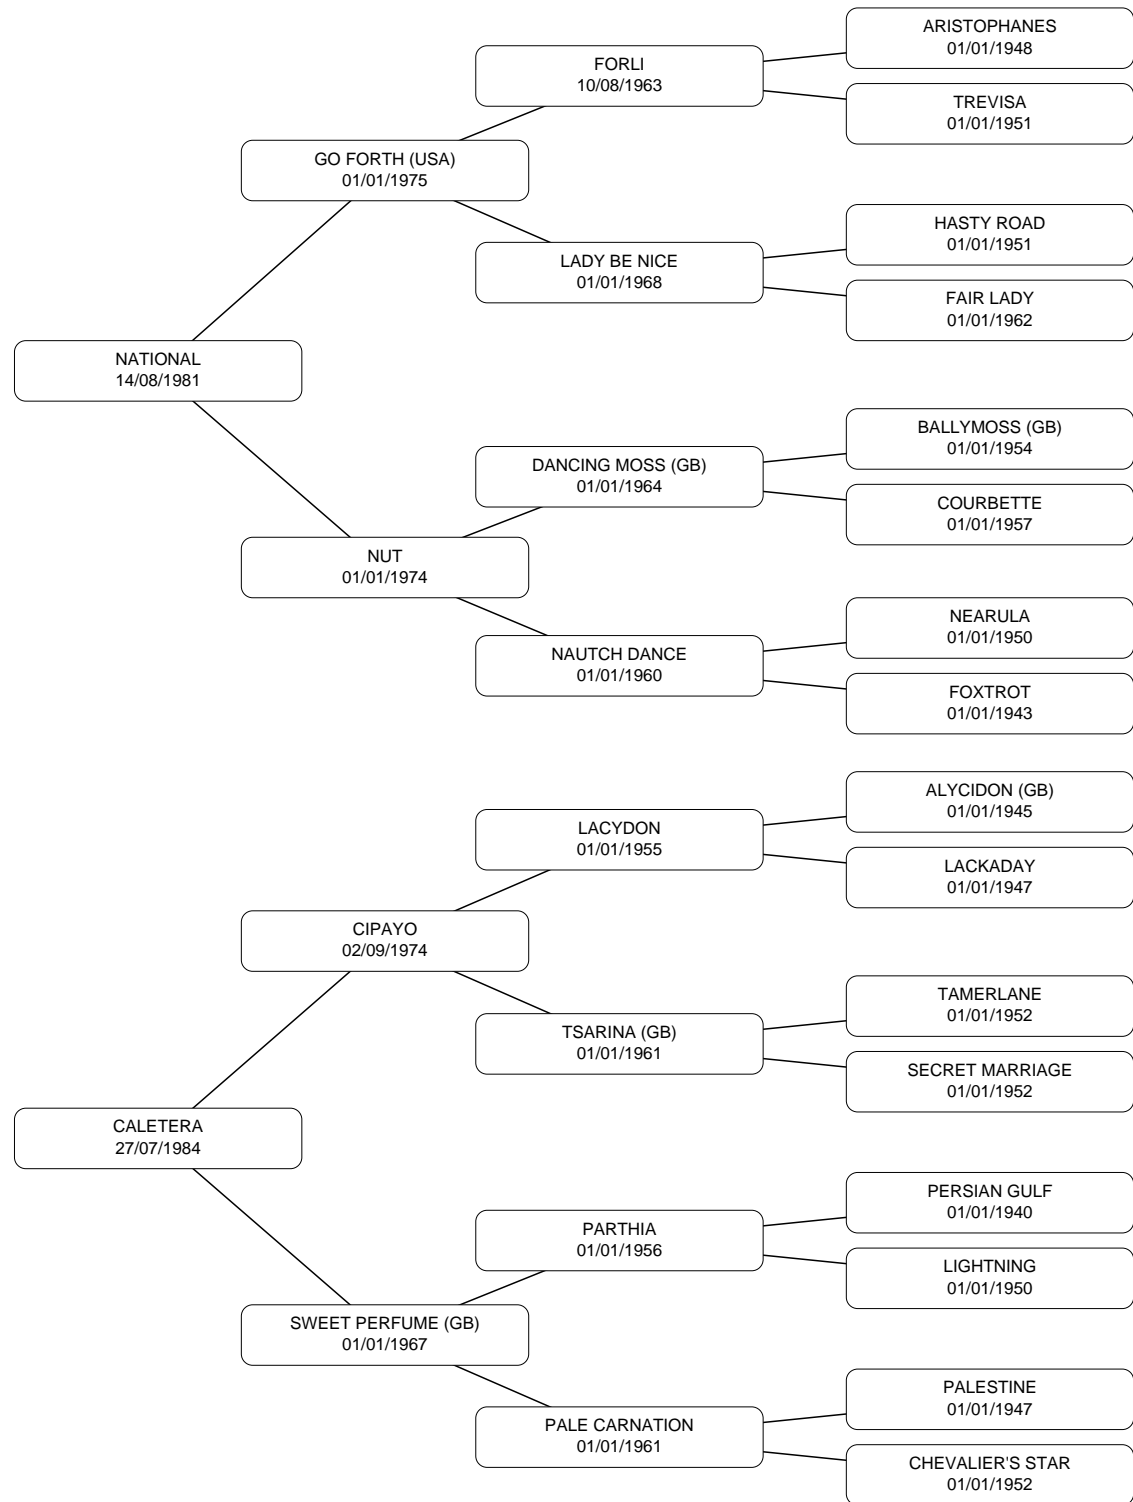 ARISTOPHANES
01/01/1948
FORLI
10/08/1963
TREVISA
01/01/1951
GO FORTH (USA)
01/01/1975
HASTY ROAD
01/01/1951
LADY BE NICE
01/01/1968
FAIR LADY
01/01/1962
NATIONAL
14/08/1981
BALLYMOSS (GB)
01/01/1954
DANCING MOSS (GB)
01/01/1964
COURBETTE
01/01/1957
NUT
01/01/1974
NEARULA
01/01/1950
NAUTCH DANCE
01/01/1960
FOXTROT
01/01/1943
ALYCIDON (GB)
01/01/1945
LACYDON
01/01/1955
LACKADAY
01/01/1947
CIPAYO
02/09/1974
TAMERLANE
01/01/1952
TSARINA (GB)
01/01/1961
SECRET MARRIAGE
01/01/1952
CALETERA
27/07/1984
PERSIAN GULF
01/01/1940
PARTHIA
01/01/1956
LIGHTNING
01/01/1950
SWEET PERFUME (GB)
01/01/1967
PALESTINE
01/01/1947
PALE CARNATION
01/01/1961
CHEVALIER'S STAR
01/01/1952